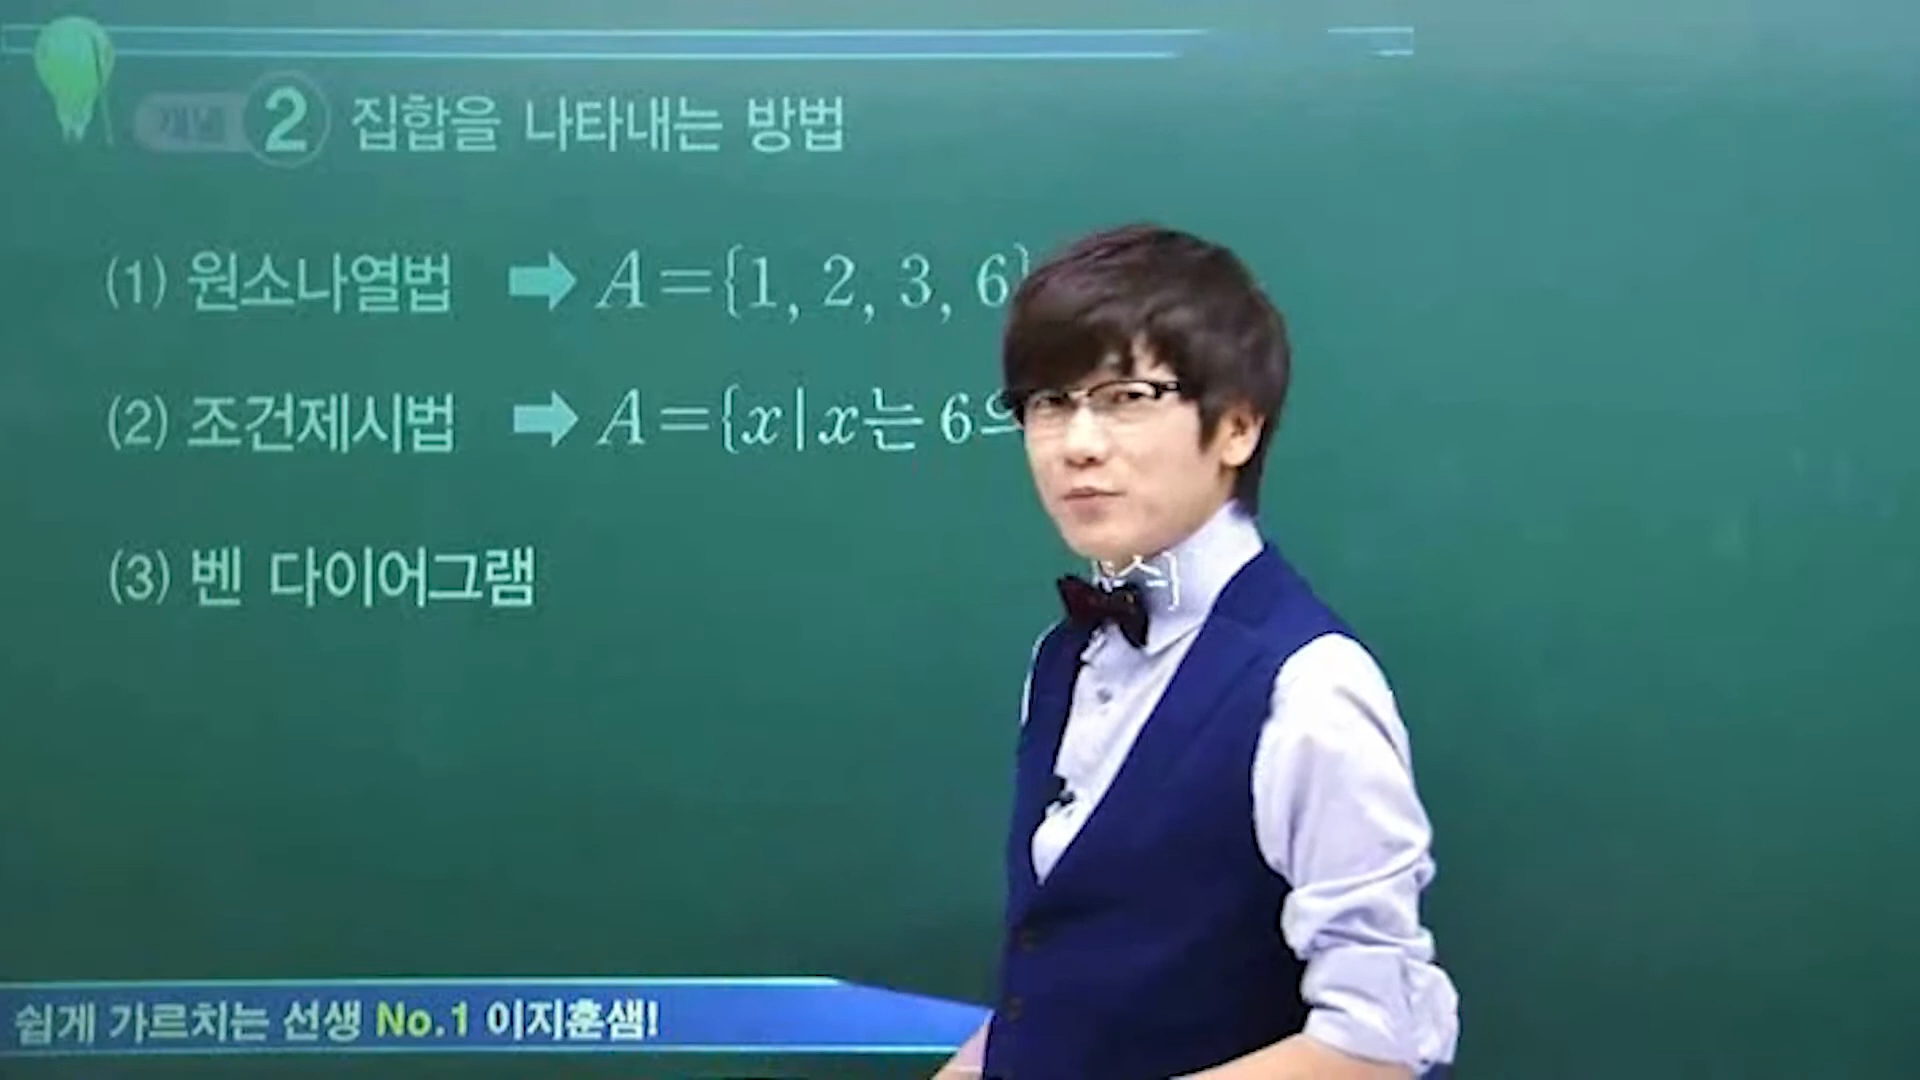 개념 2 집합을 나타내는 방법
(1) 원소나열법 ➡ A={1, 2, 3, 6}
(2) 조건제시법 ➡ A={x|x는 6으
(3) 벤 다이어그램
쉽게 가르치는 선생 No.1 이지훈샘!